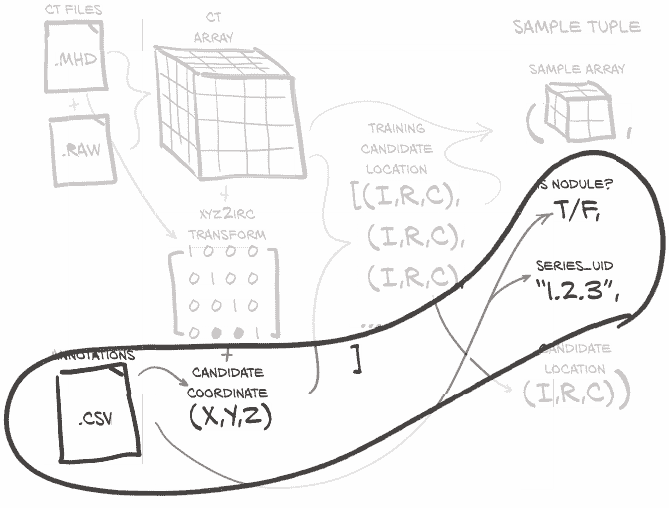 CT FILES
.MHD
+
.RAW
CT
ARRAY
+
XYZ2IRC
TRANSFORM
1 0 0 0
0 1 0 0
0 0 1 0
0 1
+
ANNOTATIONS
.CSV
CANDIDATE
COORDINATE
(X,Y,Z)
TRAINING
CANDIDATE
LOCATION
[(I,R,C),
(I,R,C),
(I,R,C),
...
]
SAMPLE TUPLE
SAMPLE ARRAY
( ,
IS NODULE?
T/F,
SERIES_UID
"1.2.3",
CANDIDATE
LOCATION
(I,R,C))